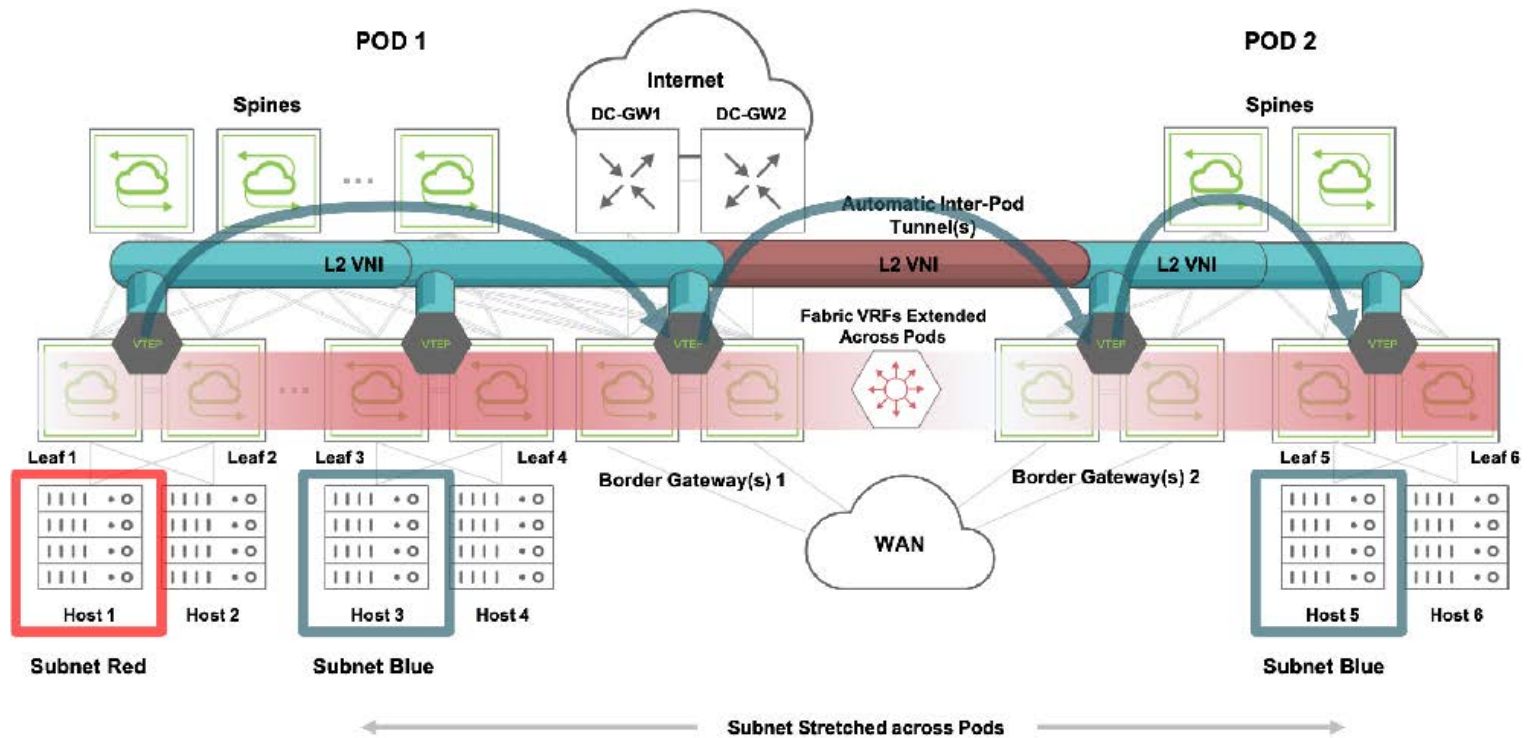 POD 1
POD 2
Internet
Spines
DC-GW1
DC-GW2
Spines
Automatic Inter-Pod
Tunnel(s)
L2 VNI
L2 VNI
L2 VNI
Fabric VRFs Extended
Across Pods
VTEP
VTEP
VTEP
VTEP
VTEP
Leaf 1
Leaf 2
Leaf 3
Leaf 4
Border Gateway(s) 1
Border Gateway(s) 2
Leaf 5
Leaf 6
WAN
Host 1
Host 2
Host 3
Host 4
Host 5
Host 6
Subnet Red
Subnet Blue
Subnet Blue
Subnet Stretched across Pods